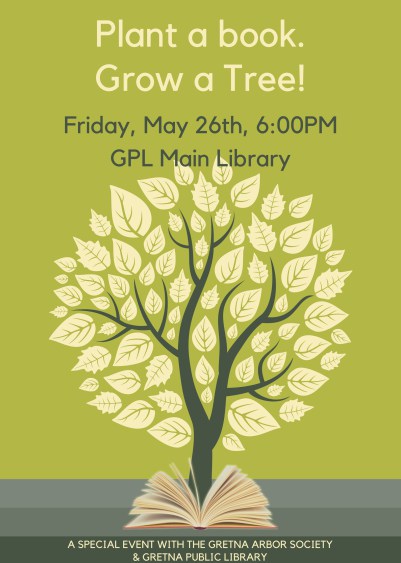 Plant a book.
Grow a Tree!
Friday, May 26th, 6:00PM
GPL Main Library
A SPECIAL EVENT WITH THE GRETNA ARBOR SOCIETY
& GRETNA PUBLIC LIBRARY